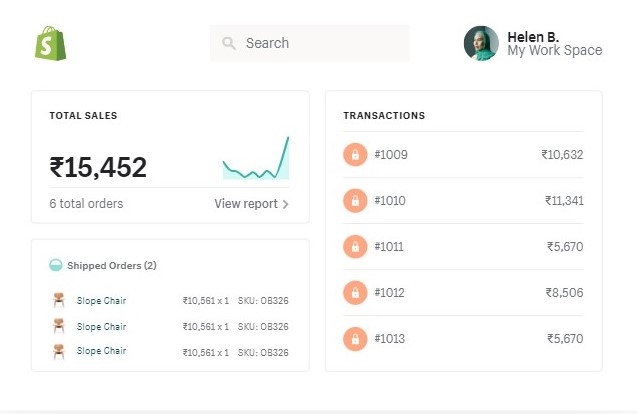 S
Search
Helen B.
My Work Space
TOTAL SALES
₹15,452
6 total orders
View report
Shipped Orders (2)
Slope Chair ₹10,561 x 1 SKU: OB326
Slope Chair ₹10,561 x 1 SKU: OB326
Slope Chair ₹10,561 x 1 SKU: OB326
TRANSACTIONS
#1009 ₹10,632
#1010 ₹11,341
#1011 ₹5,670
#1012 ₹8,506
#1013 ₹5,670